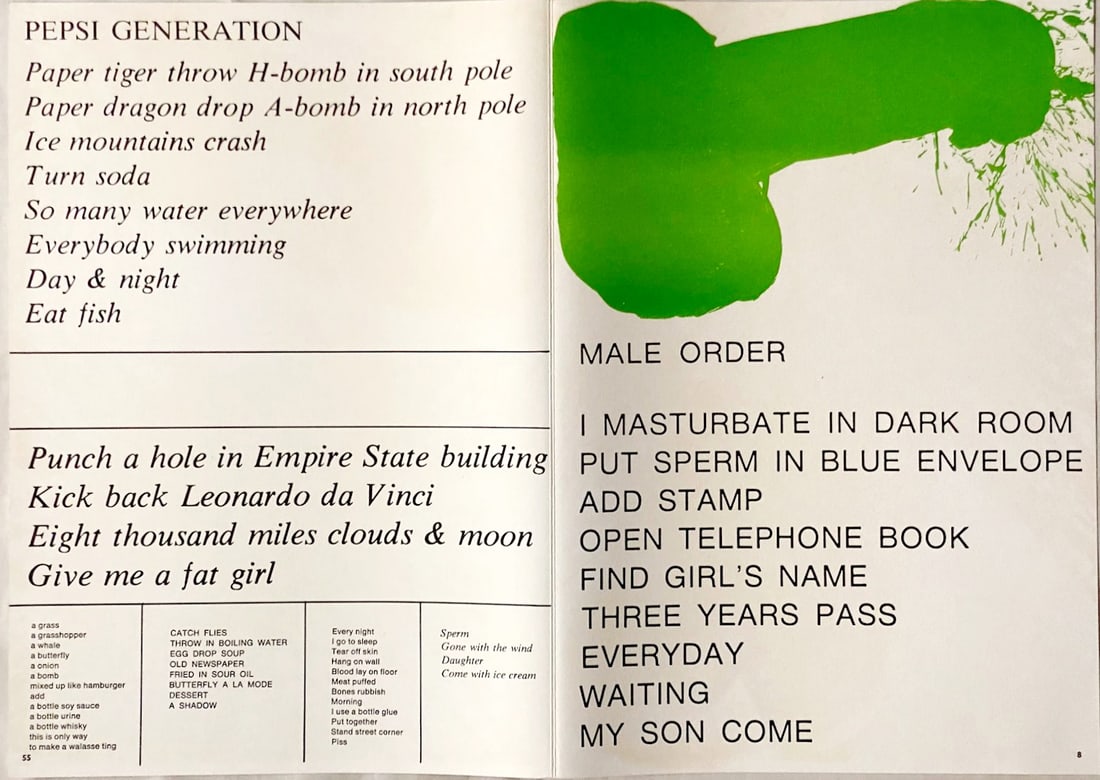 PEPSI GENERATION
Paper tiger throw H-bomb in south pole
Paper dragon drop A-bomb in north pole
Ice mountains crash
Turn soda
So many water everywhere
Everybody swimming
Day & night
Eat fish
Punch a hole in Empire State building
Kick back Leonardo da Vinci
Eight thousand miles clouds & moon
Give me a fat girl
a grass
a grasshopper
a whale
a butterfly
a onion
a bomb
mixed up like hamburger
add
a bottle soy sauce
a bottle urine
a bottle whisky
this is only way
to make a walasse ting
CATCH FLIES
THROW IN BOILING WATER
EGG DROP SOUP
OLD NEWSPAPER
FRIED IN SOUR OIL
BUTTERFLY A LA MODE
DESSERT
A SHADOW
Every night
I go to sleep
Tear off skin
Hang on wall
Blood lay on floor
Meat puffed
Bones rubbish
Morning
I use a bottle glue
Put together
Stand street corner
Piss
Sperm
Gone with the wind
Daughter
Come with ice cream
55
MALE ORDER
I MASTURBATE IN DARK ROOM
PUT SPERM IN BLUE ENVELOPE
ADD STAMP
OPEN TELEPHONE BOOK
FIND GIRL'S NAME
THREE YEARS PASS
EVERYDAY
WAITING
MY SON COME
8